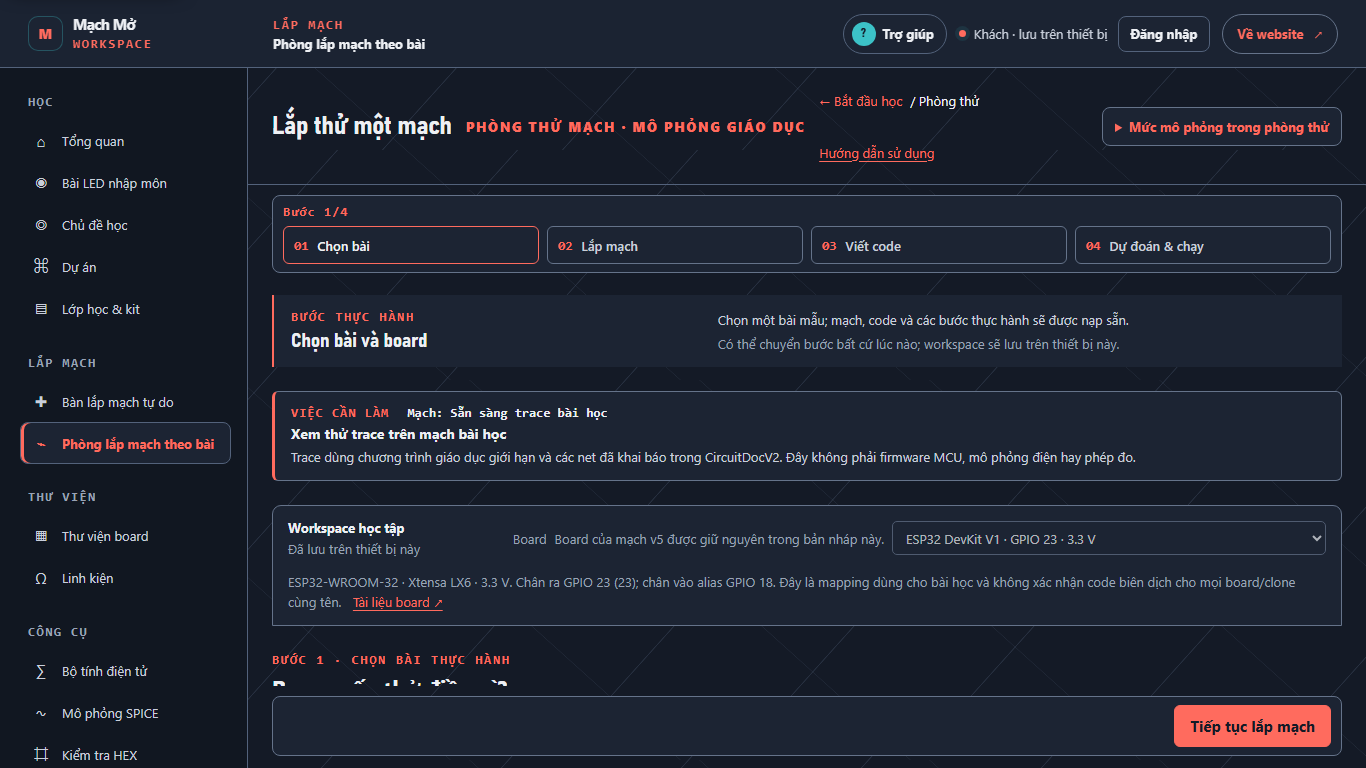 M
Mạch Mở
WORKSPACE
LẮP MẠCH
Phòng lắp mạch theo bài
? Trợ giúp
Khách · lưu trên thiết bị
Đăng nhập
Về website ↗
HỌC
Tổng quan
Bài LED nhập môn
Chủ đề học
Dự án
Lớp học & kit
LẮP MẠCH
Bàn lắp mạch tự do
Phòng lắp mạch theo bài
THƯ VIỆN
Thư viện board
Linh kiện
CÔNG CỤ
Bộ tính điện tử
Mô phỏng SPICE
Kiểm tra HEX
Lắp thử một mạch
PHÒNG THỬ MẠCH · MÔ PHỎNG GIÁO DỤC
← Bắt đầu học / Phòng thử
Hướng dẫn sử dụng
▸ Mức mô phỏng trong phòng thử
Bước 1/4
01 Chọn bài
02 Lắp mạch
03 Viết code
04 Dự đoán & chạy
BƯỚC THỰC HÀNH
Chọn bài và board
Chọn một bài mẫu; mạch, code và các bước thực hành sẽ được nạp sẵn.
Có thể chuyển bước bất cứ lúc nào; workspace sẽ lưu trên thiết bị này.
VIỆC CẦN LÀM Mạch: Sẵn sàng trace bài học
Xem thử trace trên mạch bài học
Trace dùng chương trình giáo dục giới hạn và các net đã khai báo trong CircuitDocV2. Đây không phải firmware MCU, mô phỏng điện hay phép đo.
Workspace học tập
Đã lưu trên thiết bị này
Board Board của mạch v5 được giữ nguyên trong bản nháp này.
ESP32 DevKit V1 · GPIO 23 · 3.3 V
ESP32-WROOM-32 · Xtensa LX6 · 3.3 V. Chân ra GPIO 23 (23); chân vào alias GPIO 18. Đây là mapping dùng cho bài học và không xác nhận code biên dịch cho mọi board/clone
cùng tên. Tài liệu board ↗
BƯỚC 1 · CHỌN BÀI THỰC HÀNH
Tiếp tục lắp mạch